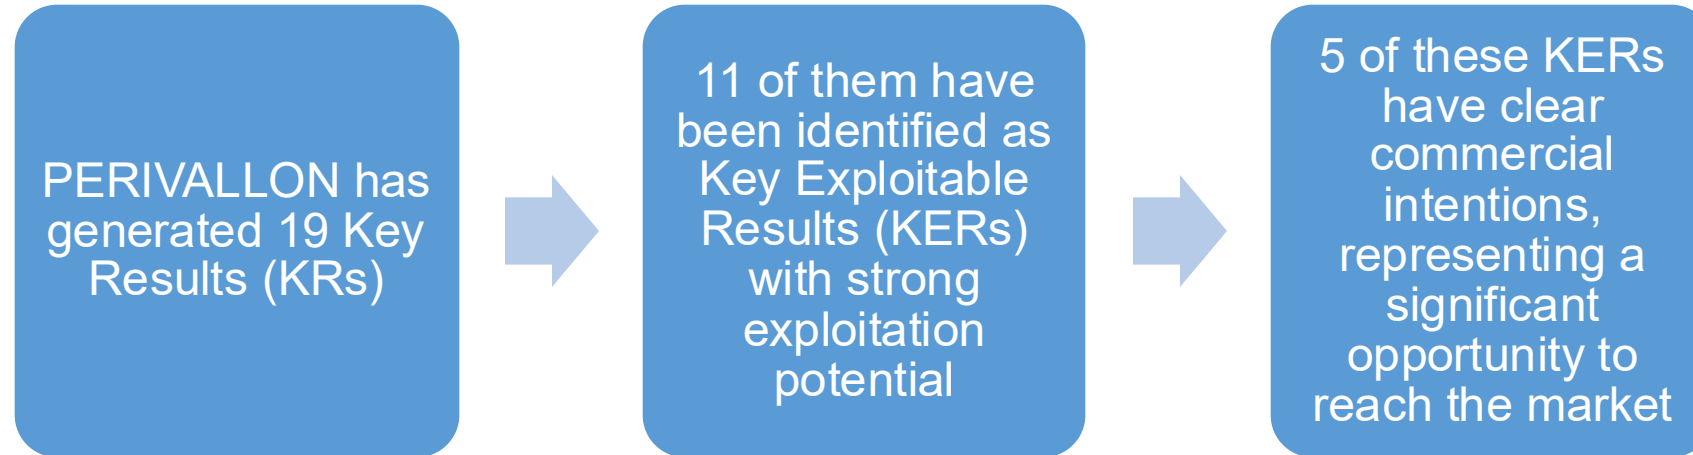 PERIVALLON has
generated 19 Key
Results (KRs)
11 of them have
been identified as
Key Exploitable
Results (KERs)
with strong
exploitation
potential
5 of these KERs
have clear
commercial
intentions,
representing a
significant
opportunity to
reach the market